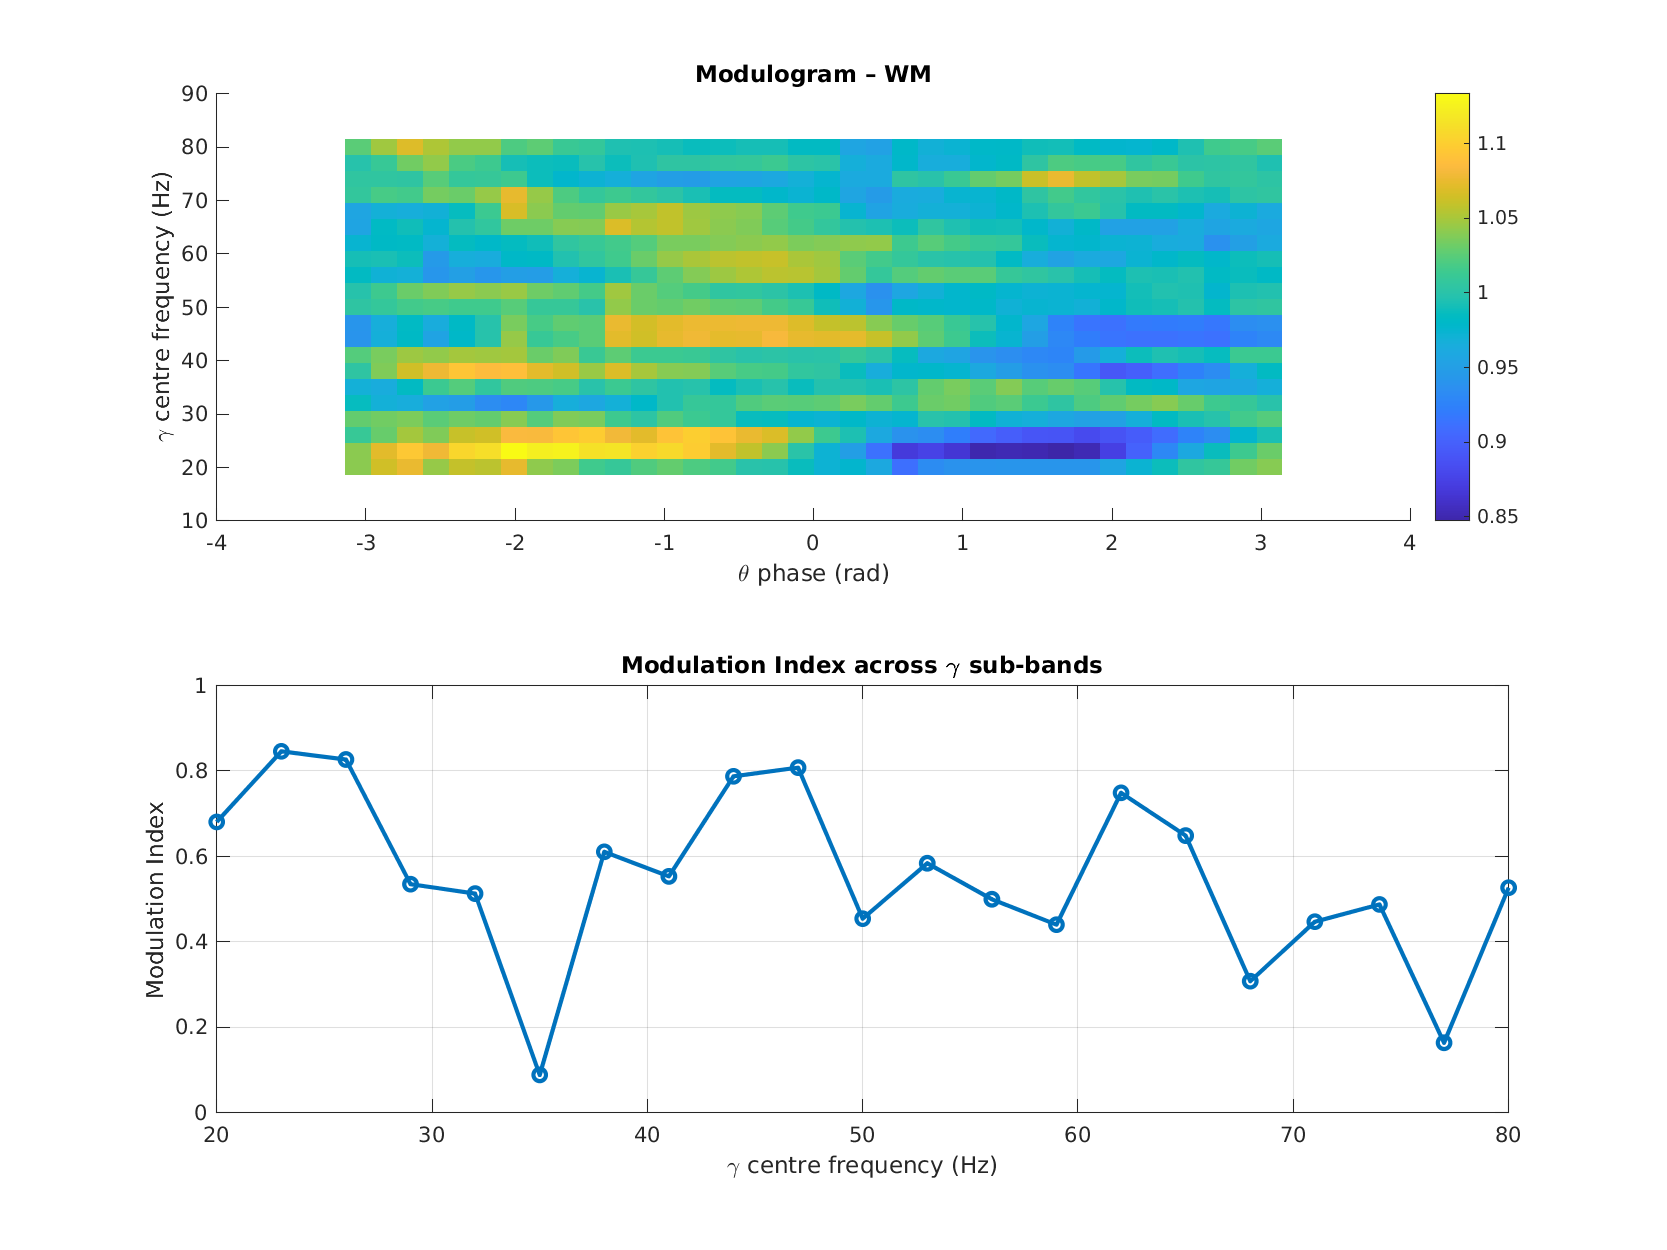 Modulogram – WM
γ centre frequency (Hz)
90
80
70
60
50
40
30
20
10
-4 -3 -2 -1 0 1 2 3 4
θ phase (rad)
1.1
1.05
1
0.95
0.9
0.85
Modulation Index across γ sub-bands
Modulation Index
1
0.8
0.6
0.4
0.2
0
20 30 40 50 60 70 80
γ centre frequency (Hz)